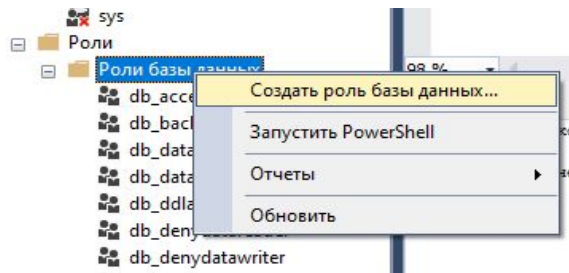 sys
Роли
Роли базы данных
98 %
Создать роль базы данных...
db_acce
db_back
Запустить PowerShell
db_data
db_data
Отчеты
db_ddla
Обновить
db_denydatawriter